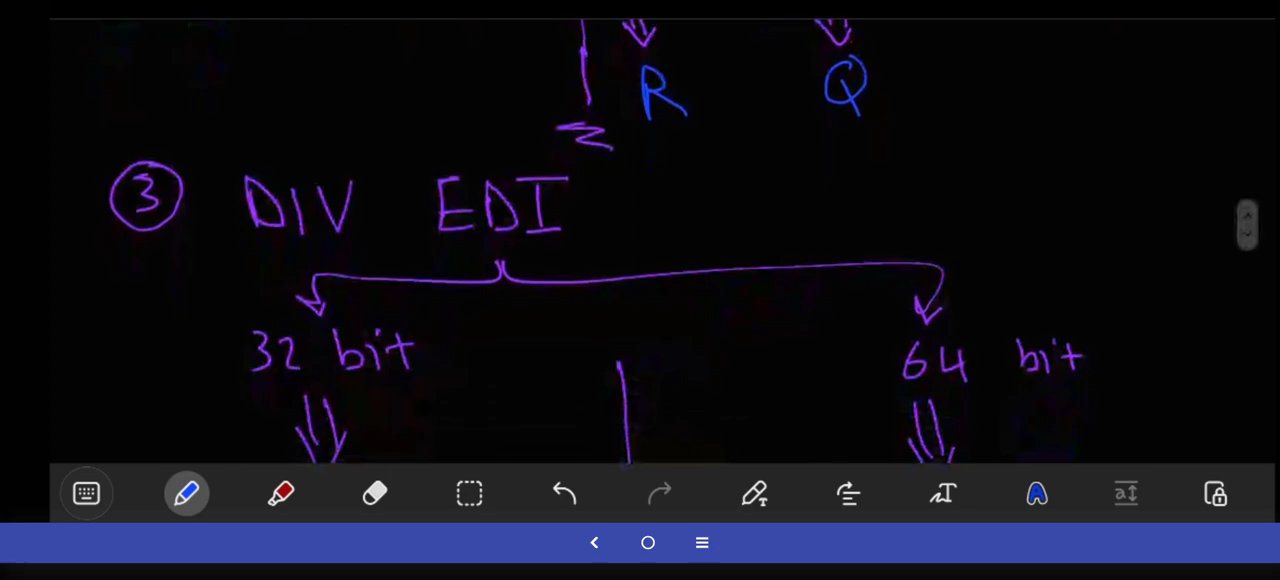 R Q
③ DIV EDI
32 bit 64 bit